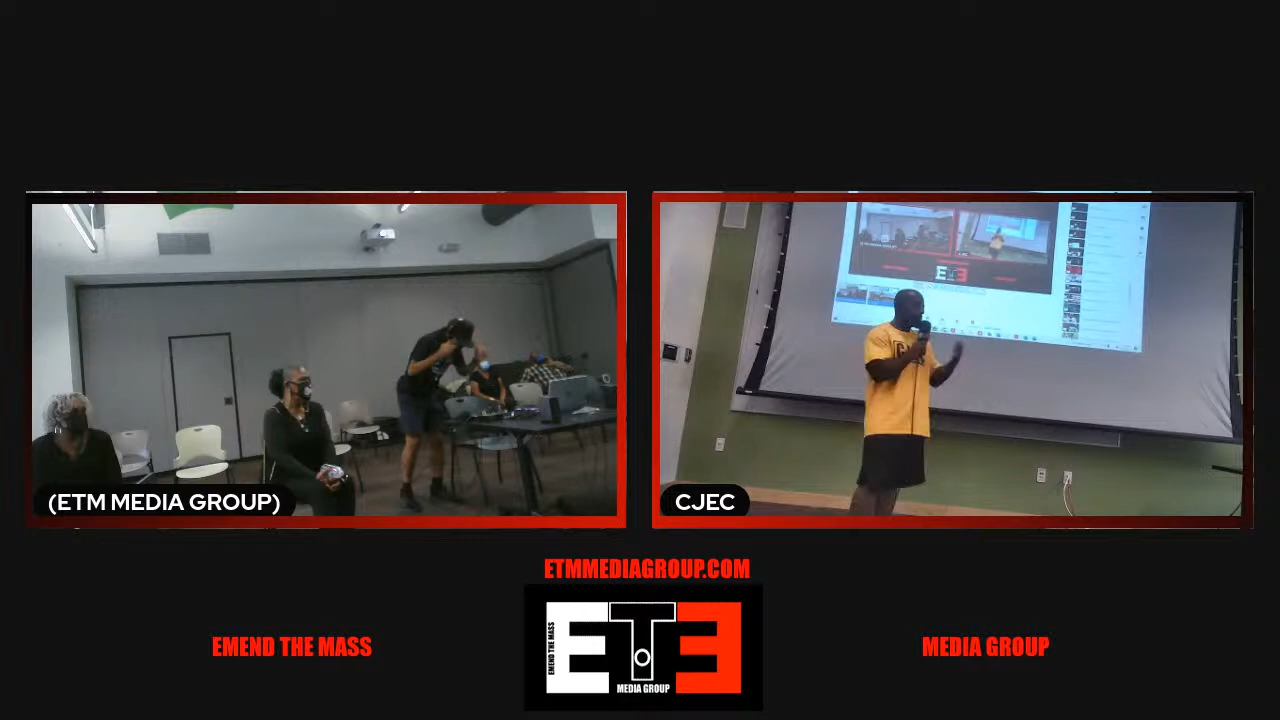 (ETM MEDIA GROUP)
CJEC
ETMMEDIAGROUP.COM
EMEND THE MASS
EMEND THE MASS
ETE
MEDIA GROUP
MEDIA GROUP